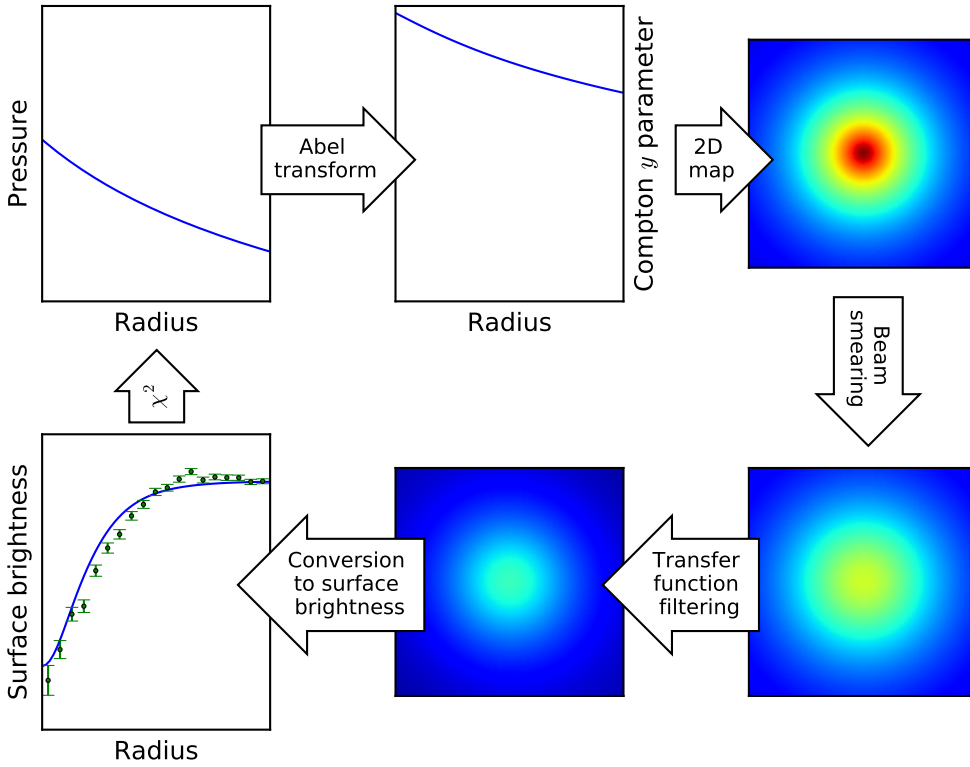 Pressure
Radius
Abel
transform
Compton y parameter
Radius
2D
map
Beam
smearing
Transfer
function
filtering
Conversion
to surface
brightness
Surface brightness
Radius
χ²